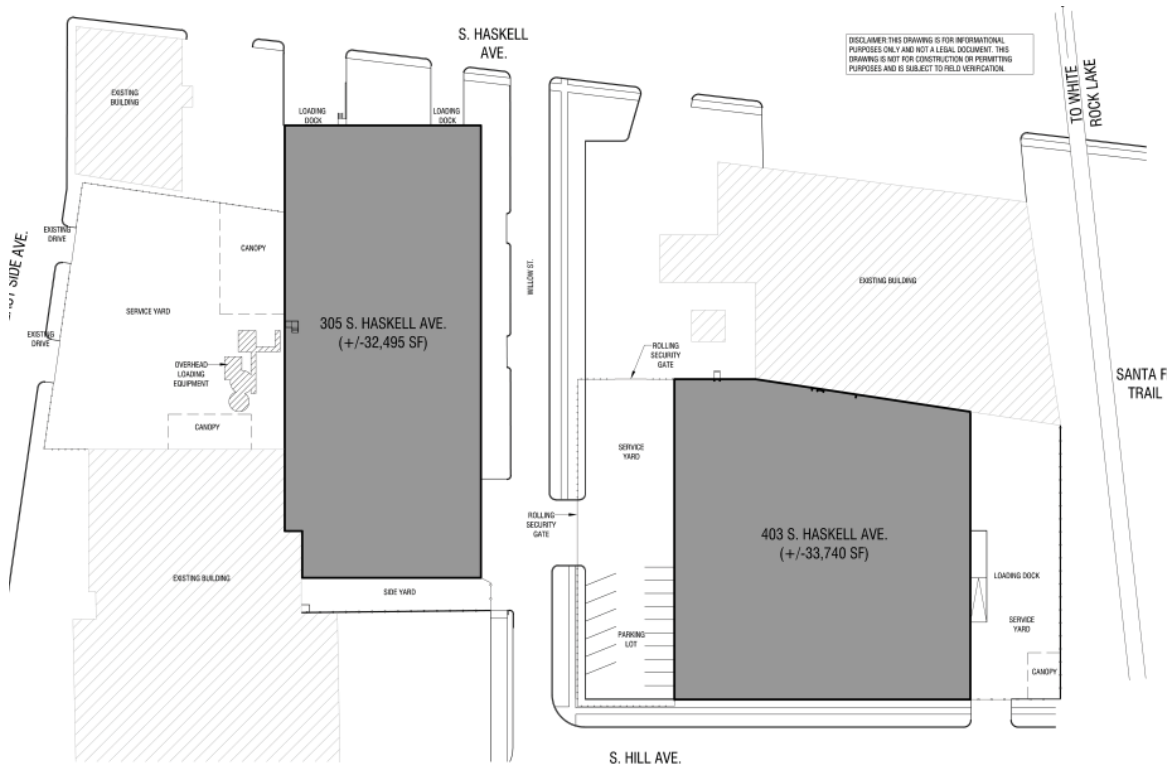 S. HASKELL
AVE.
DISCLAIMER:THIS DRAWING IS FOR INFORMATIONAL
PURPOSES ONLY AND NOT A LEGAL DOCUMENT. THIS
DRAWING IS NOT FOR CONSTRUCTION OR PERMITTING
PURPOSES AND IS SUBJECT TO FIELD VERIFICATION.
TO WHITE
ROCK LAKE
EXISTING
BUILDING
LOADING
DOCK
LOADING
DOCK
EXISTING
DRIVE
SIDE AVE.
CANOPY
WILLOW ST.
EXISTING BUILDING
SERVICE YARD
305 S. HASKELL AVE.
(+/-32,495 SF)
EXISTING
DRIVE
ROLLING
SECURITY
GATE
OVERHEAD
LOADING
EQUIPMENT
SANTA F
TRAIL
CANOPY
SERVICE
YARD
ROLLING
SECURITY
GATE
403 S. HASKELL AVE.
(+/-33,740 SF)
EXISTING BUILDING
LOADING DOCK
SIDE YARD
SERVICE
YARD
PARKING
LOT
CANOPY
S. HILL AVE.